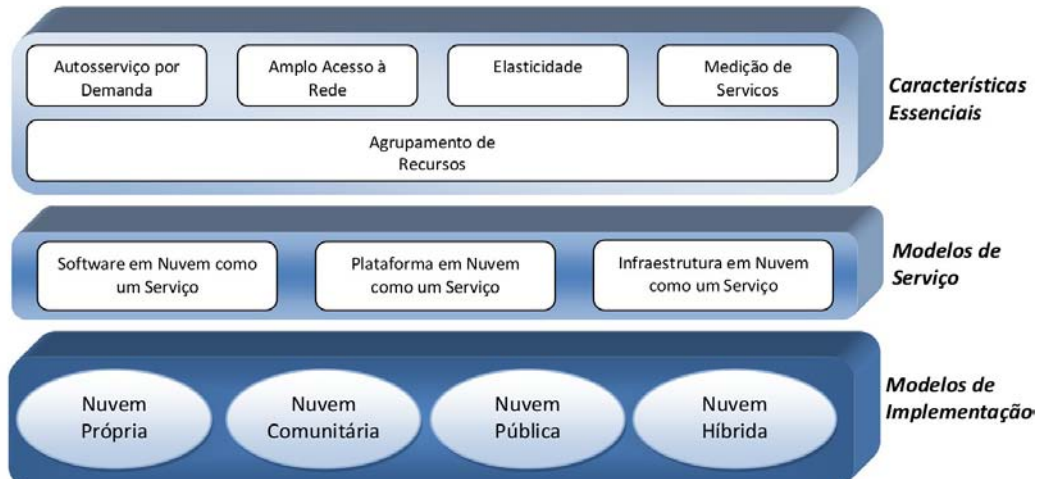 Autosserviço por
Demanda
Amplo Acesso à
Rede
Elasticidade
Medição de
Servicos
Agrupamento de
Recursos
Características
Essenciais
Software em Nuvem como
um Serviço
Plataforma em Nuvem
como um Serviço
Infraestrutura em Nuvem
como um Serviço
Modelos de
Serviço
Nuvem
Própria
Nuvem
Comunitária
Nuvem
Pública
Nuvem
Híbrida
Modelos de
Implementação